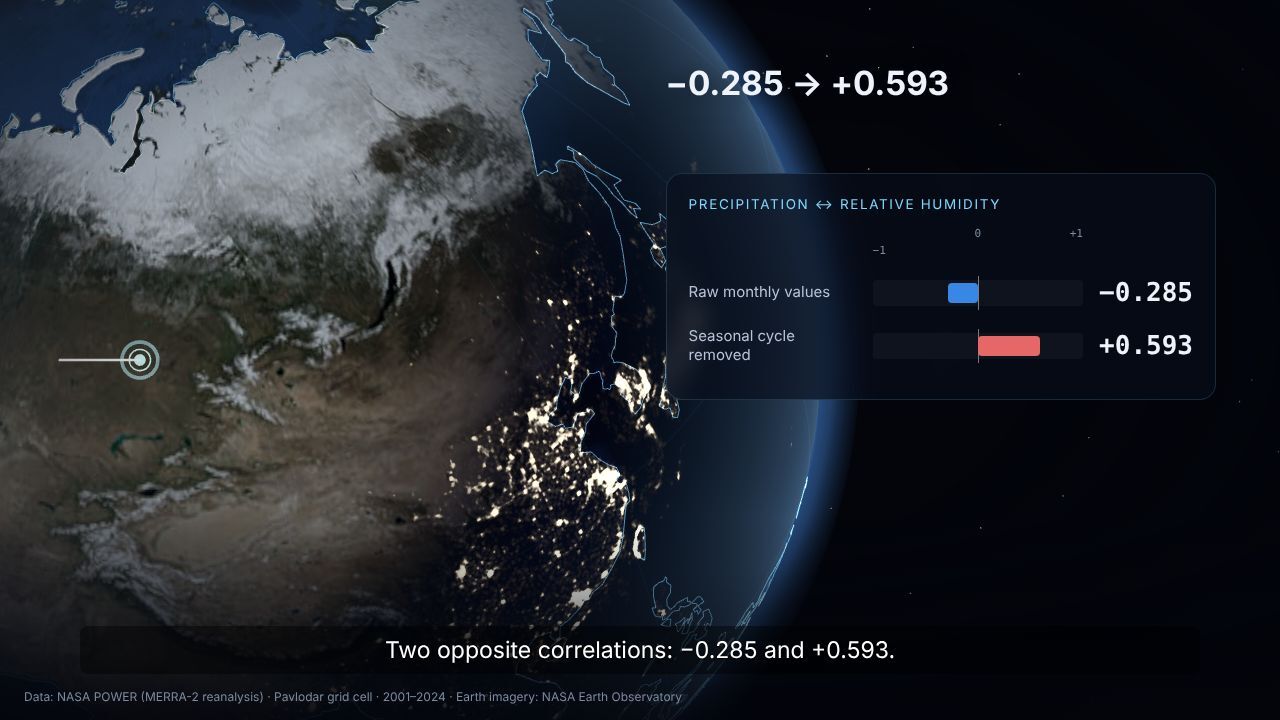 −0.285 → +0.593
PRECIPITATION ↔ RELATIVE HUMIDITY
−1 0 +1
Raw monthly values −0.285
Seasonal cycle removed +0.593
Two opposite correlations: −0.285 and +0.593.
Data: NASA POWER (MERRA-2 reanalysis) · Pavlodar grid cell · 2001–2024 · Earth imagery: NASA Earth Observatory